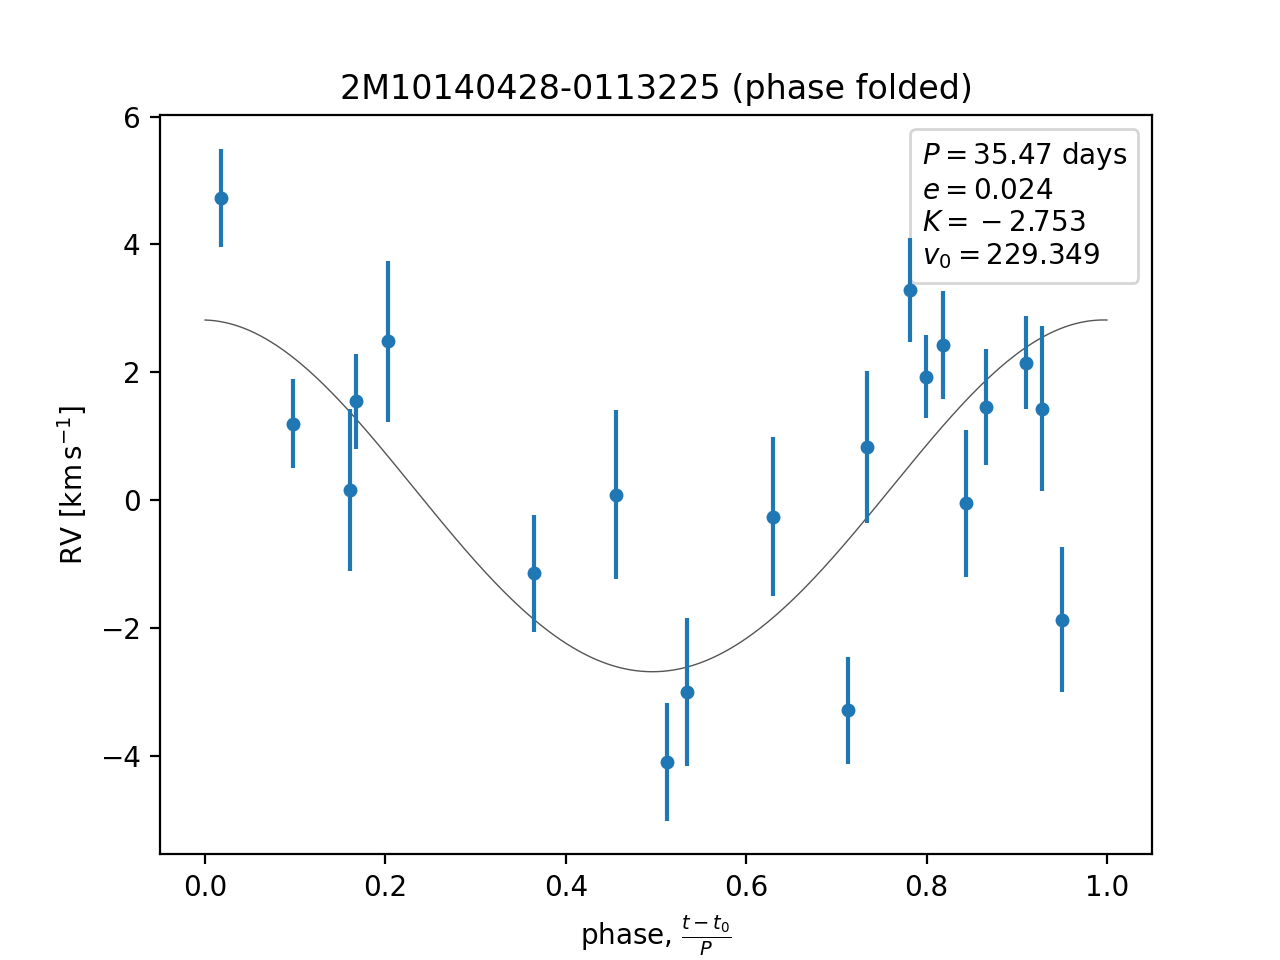 2M10140428-0113225 (phase folded)
P = 35.47 days
e = 0.024
K = −2.753
v₀ = 229.349
RV [km s⁻¹]
6
4
2
0
−2
−4
0.0 0.2 0.4 0.6 0.8 1.0
phase, (t − t₀)/P